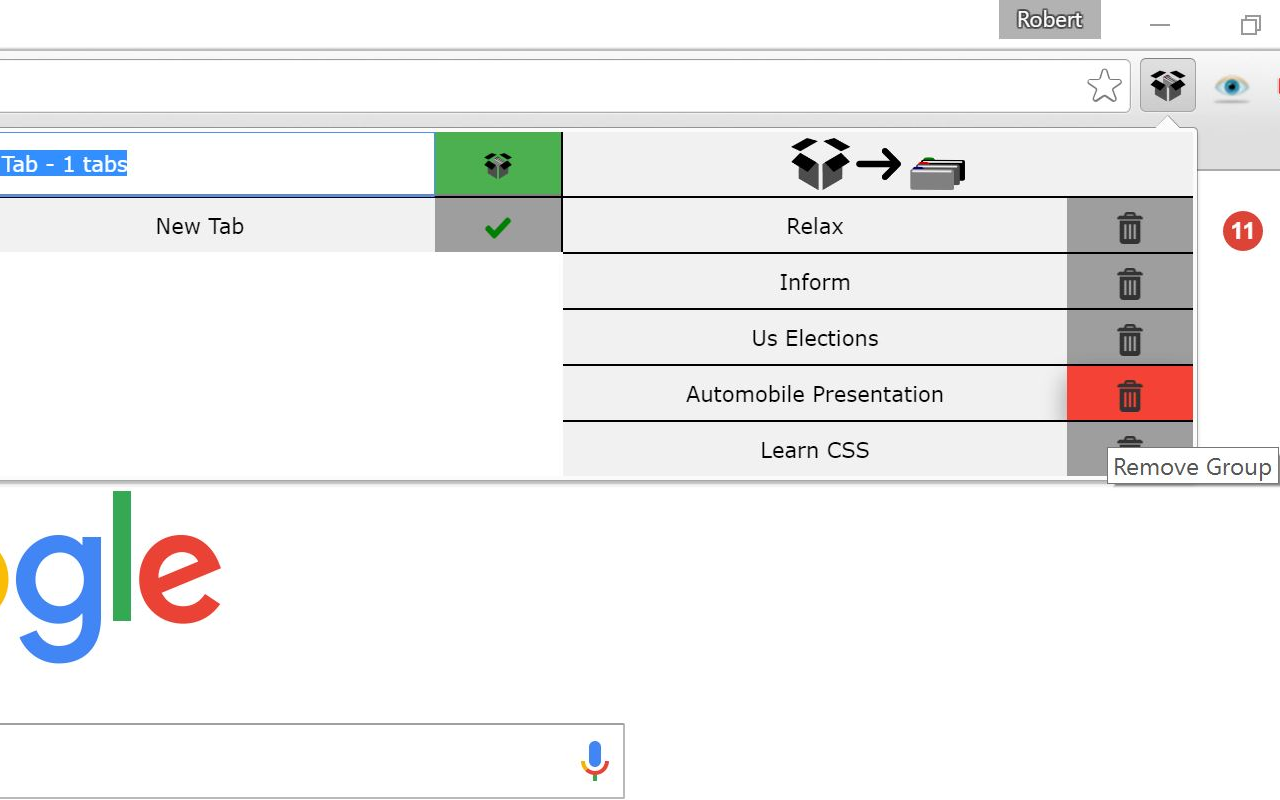 Robert
Tab - 1 tabs
New Tab
Relax
11
Inform
Us Elections
Automobile Presentation
Learn CSS
Remove Group
gle